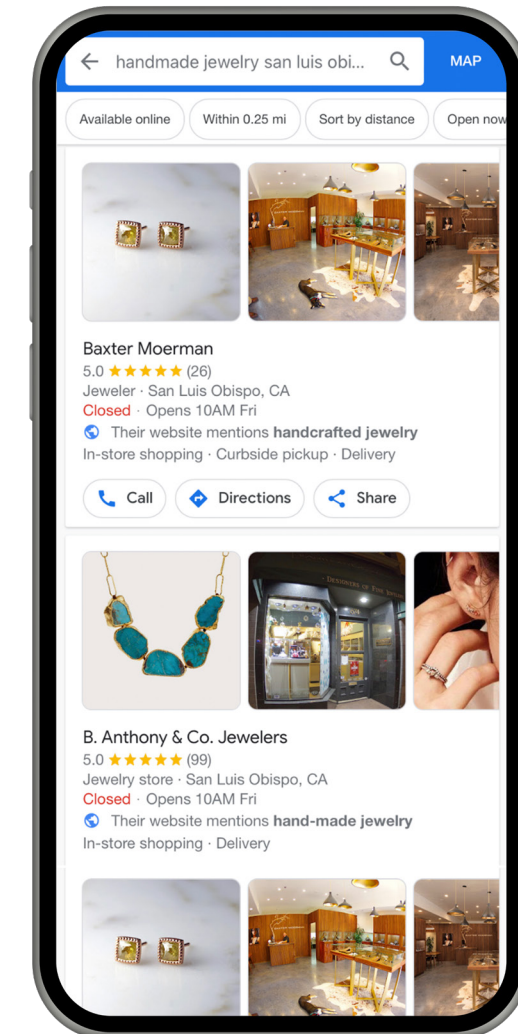 handmade jewelry san luis obi...
MAP
Available online
Within 0.25 mi
Sort by distance
Open now
Baxter Moerman
5.0 ★★★★★ (26)
Jeweler · San Luis Obispo, CA
Closed · Opens 10AM Fri
Their website mentions handcrafted jewelry
In-store shopping · Curbside pickup · Delivery
Call
Directions
Share
B. Anthony & Co. Jewelers
5.0 ★★★★★ (99)
Jewelry store · San Luis Obispo, CA
Closed · Opens 10AM Fri
Their website mentions hand-made jewelry
In-store shopping · Delivery